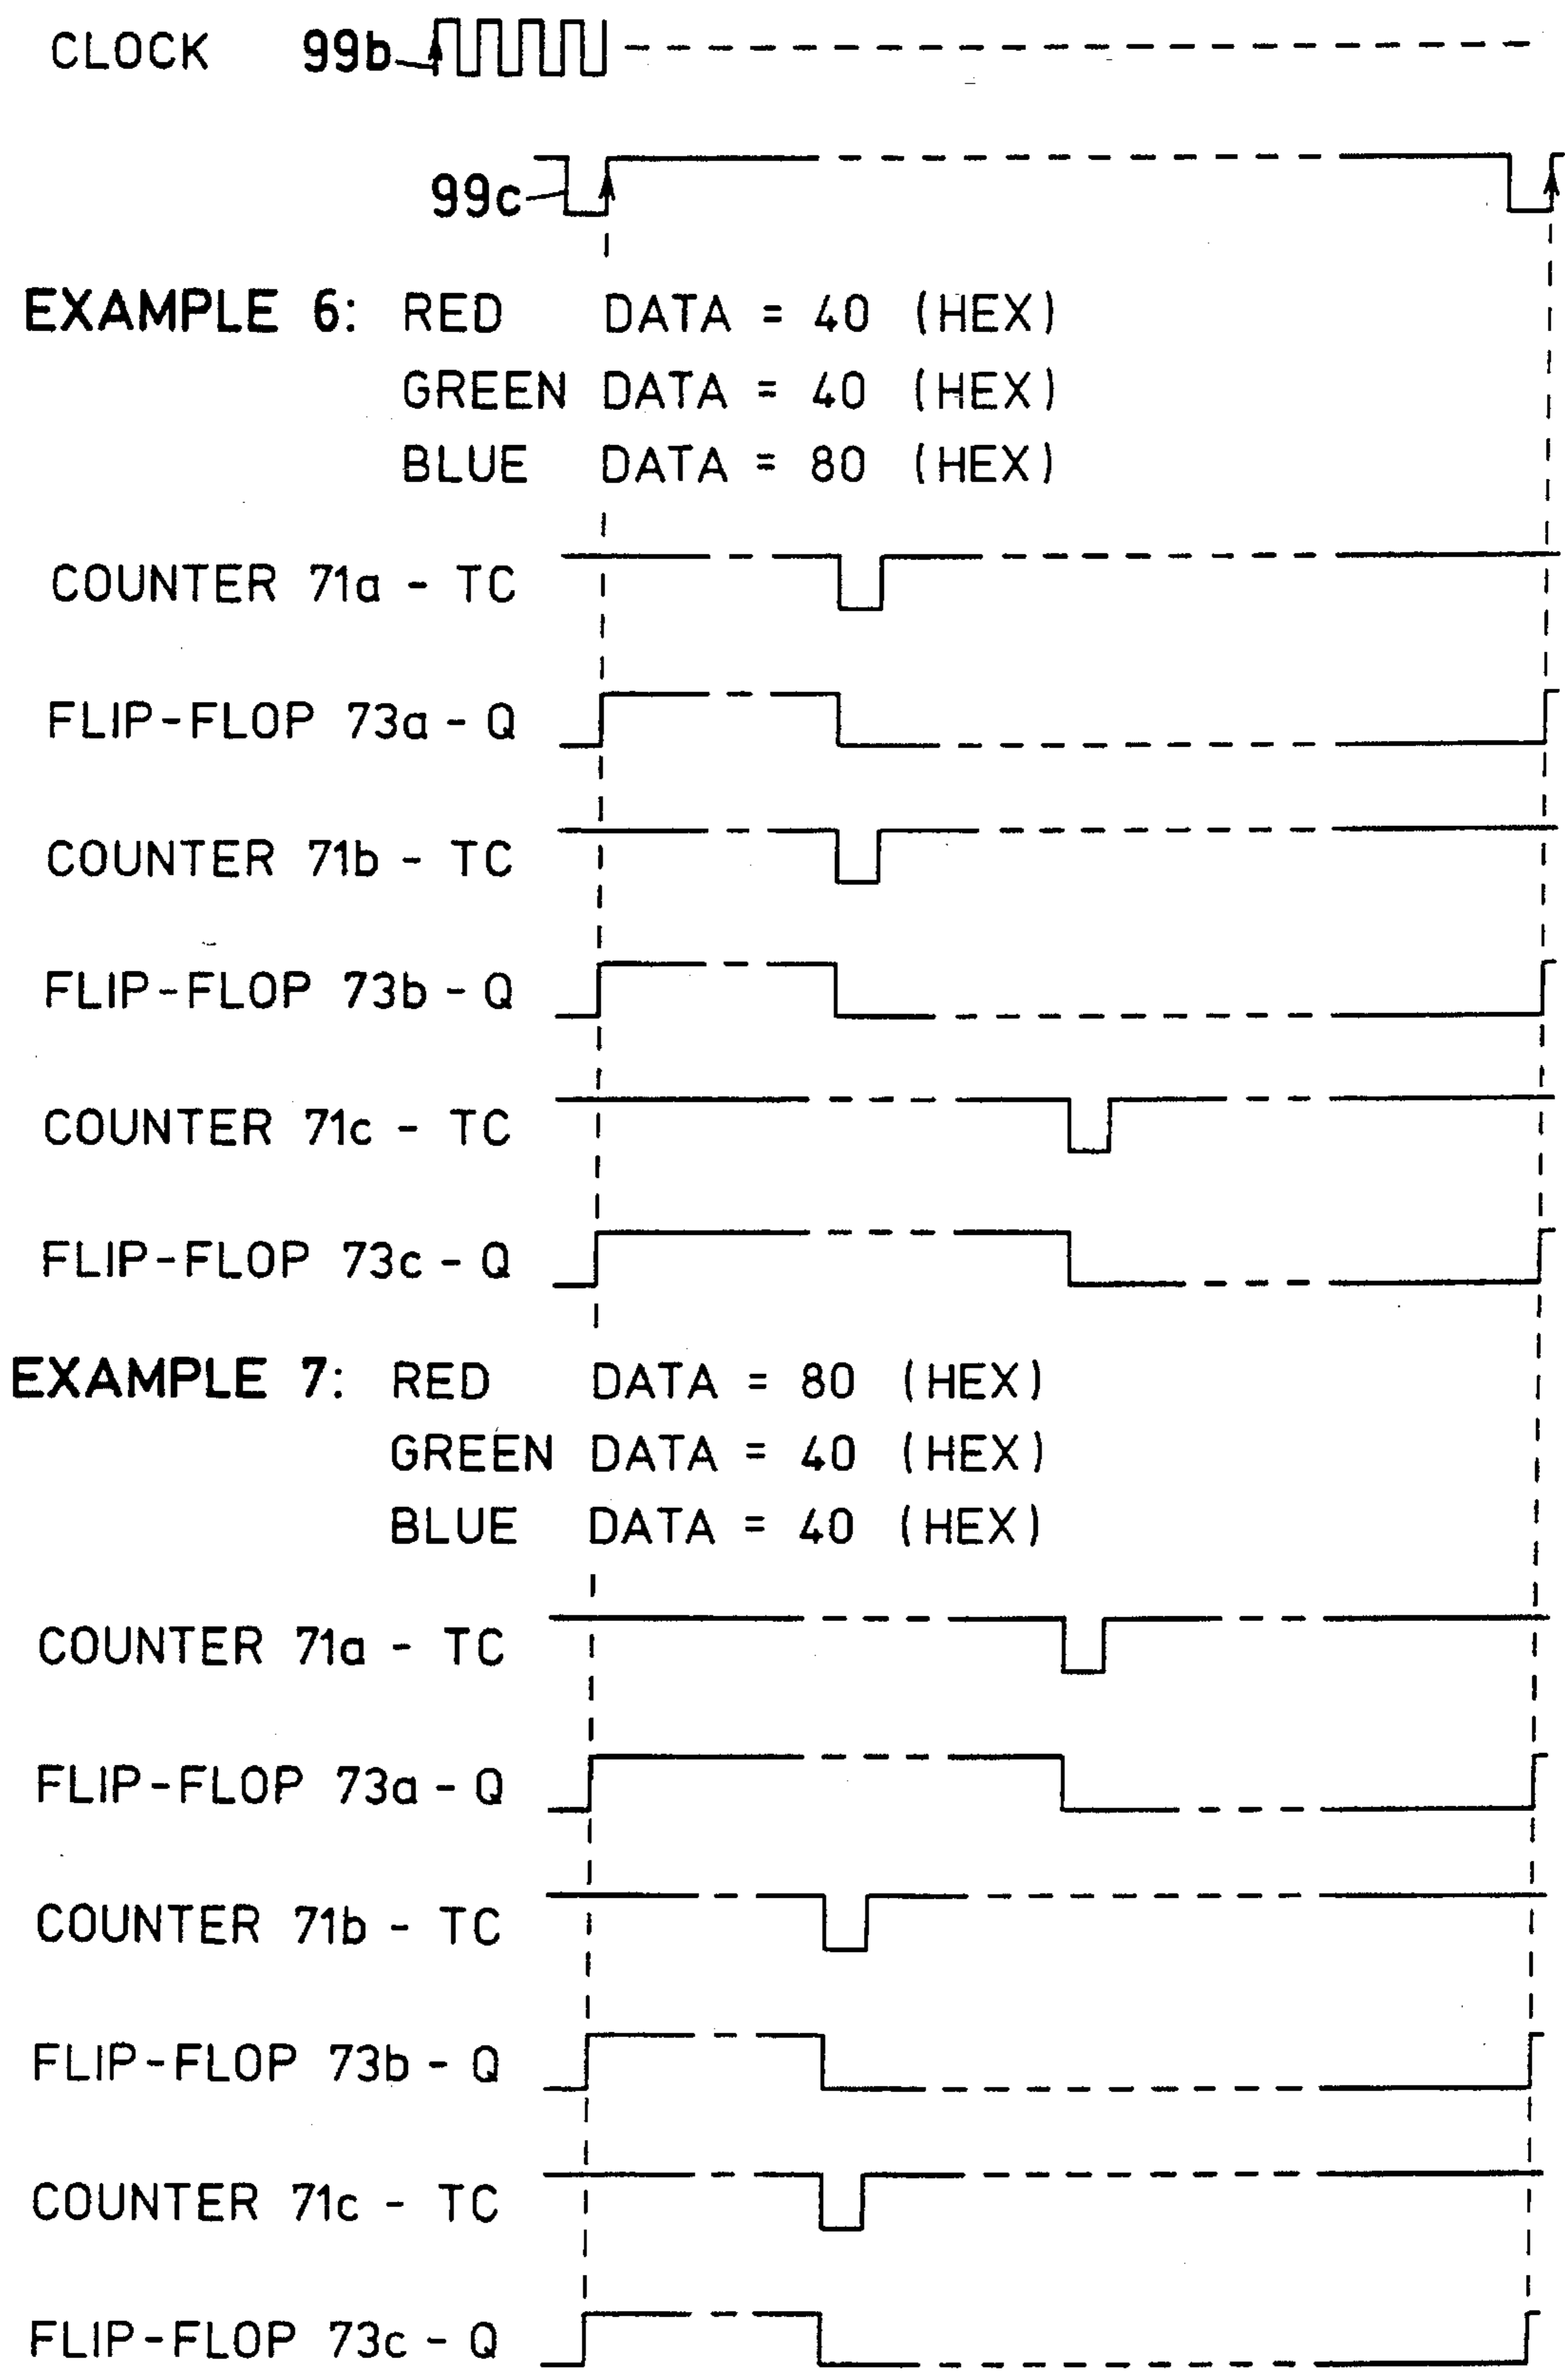 CLOCK 99b
99c
EXAMPLE 6: RED DATA = 40 (HEX)
GREEN DATA = 40 (HEX)
BLUE DATA = 80 (HEX)
COUNTER 71a - TC
FLIP-FLOP 73a - Q
COUNTER 71b - TC
FLIP-FLOP 73b - Q
COUNTER 71c - TC
FLIP-FLOP 73c - Q
EXAMPLE 7: RED DATA = 80 (HEX)
GREEN DATA = 40 (HEX)
BLUE DATA = 40 (HEX)
COUNTER 71a - TC
FLIP-FLOP 73a - Q
COUNTER 71b - TC
FLIP-FLOP 73b - Q
COUNTER 71c - TC
FLIP-FLOP 73c - Q